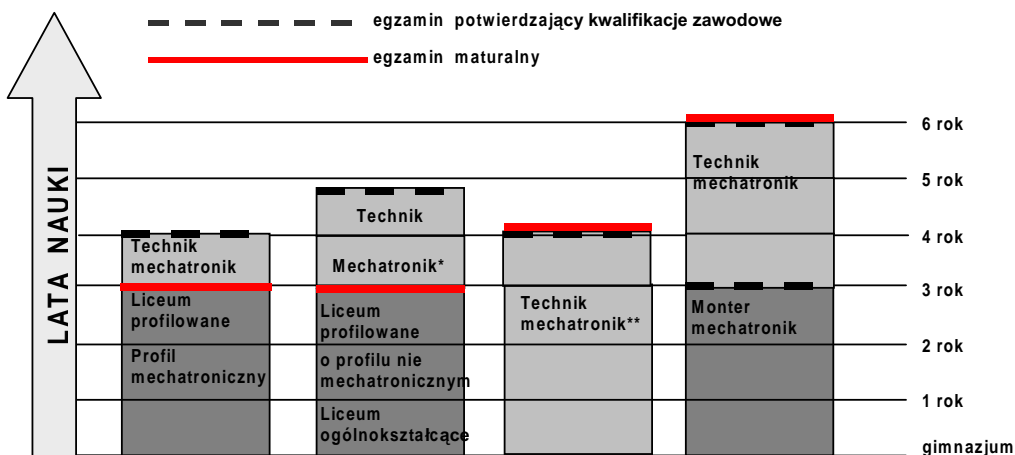 egzamin potwierdzający kwalifikacje zawodowe
egzamin maturalny
LATA NAUKI
Technik
mechatronik
Liceum
profilowane
Profil
mechatroniczny
Technik
Mechatronik*
Liceum
profilowane
o profilu nie
mechatronicznym
Liceum
ogólnokształcące
Technik
mechatronik**
Technik
mechatronik
Monter
mechatronik
6 rok
5 rok
4 rok
3 rok
2 rok
1 rok
gimnazjum